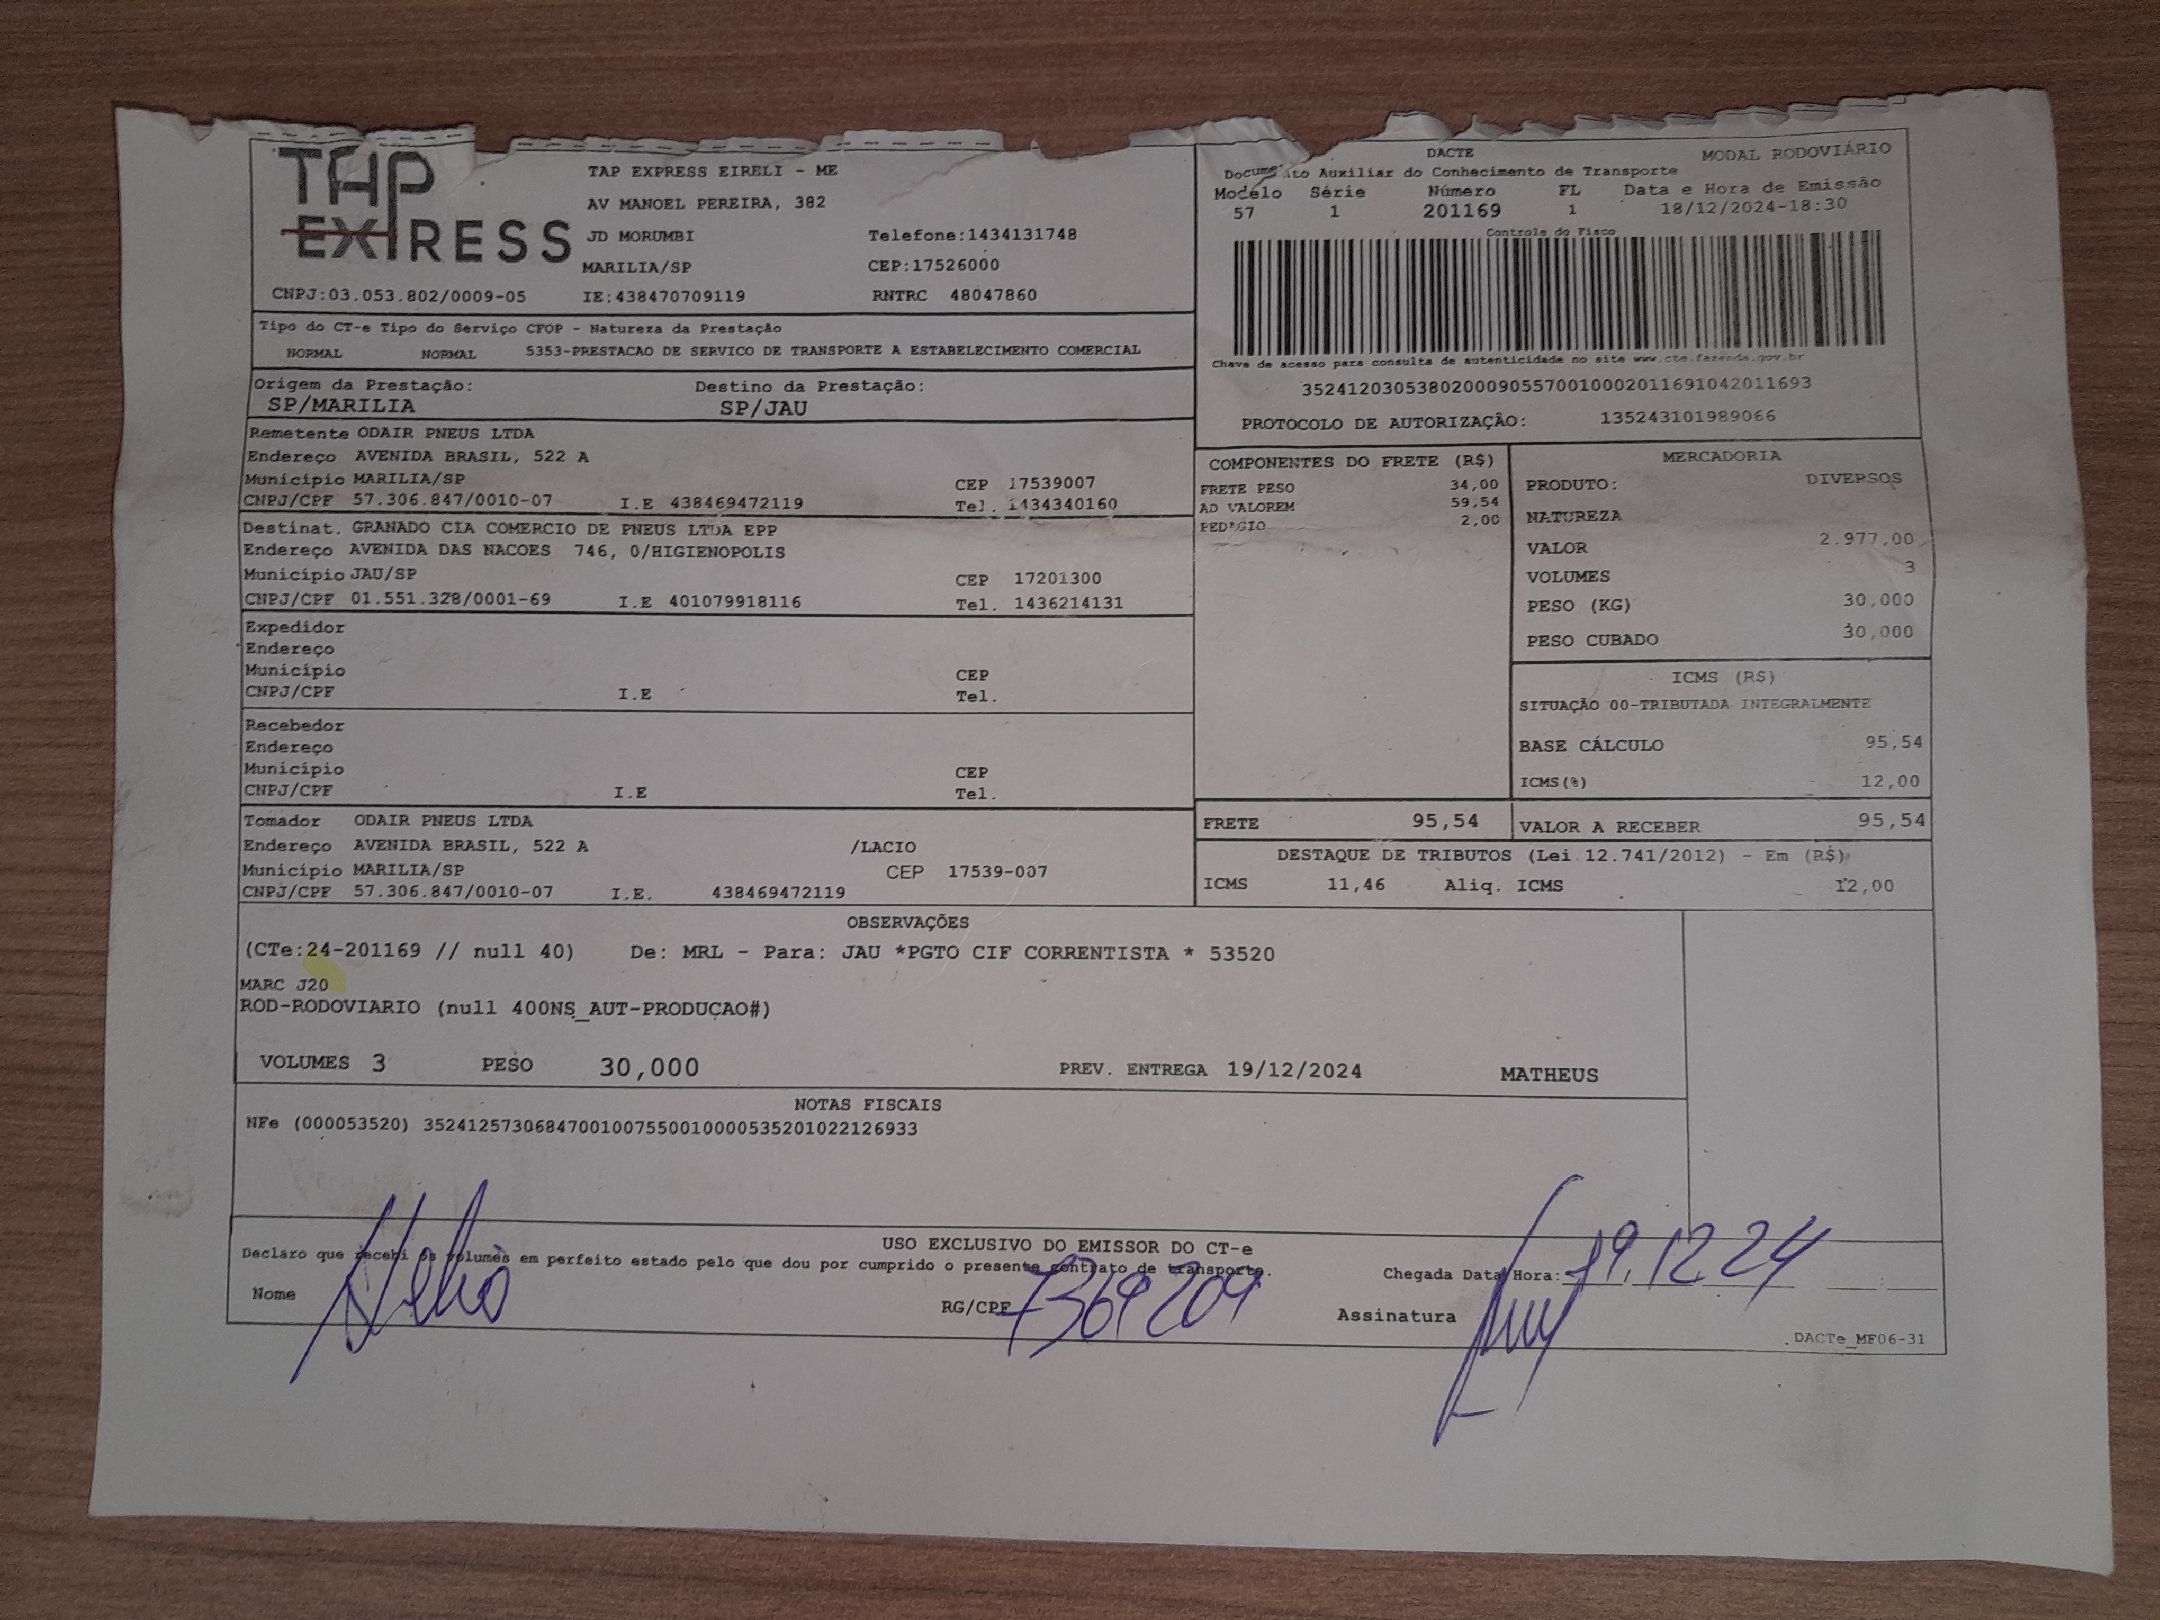 TAP EXPRESS
TAP EXPRESS EIRELI - ME
AV MANOEL PEREIRA, 382
JD MORUMBI Telefone:1434131748
MARILIA/SP CEP:17526000
CNPJ:03.053.802/0009-05 IE:438470709119 RNTRC 48047860
DACTE MODAL RODOVIÁRIO
Documento Auxiliar do Conhecimento de Transporte
Modelo Série Número FL Data e Hora de Emissão
57 1 201169 1 18/12/2024-18:30
Controle do Fisco
Chave de acesso para consulta de autenticidade no site www.cte.fazenda.gov.br
35241203053802000905570010002011691042011693
PROTOCOLO DE AUTORIZAÇÃO: 135243101989066
Tipo do CT-e Tipo do Serviço CFOP - Natureza da Prestação
NORMAL NORMAL 5353-PRESTACAO DE SERVICO DE TRANSPORTE A ESTABELECIMENTO COMERCIAL
Origem da Prestação: Destino da Prestação:
SP/MARILIA SP/JAU
Remetente ODAIR PNEUS LTDA
Endereço AVENIDA BRASIL, 522 A
Município MARILIA/SP CEP 17539007
CNPJ/CPF 57.306.847/0010-07 I.E 438469472119 Tel. 1434340160
Destinat. GRANADO CIA COMERCIO DE PNEUS LTDA EPP
Endereço AVENIDA DAS NACOES 746, 0/HIGIENOPOLIS
Município JAU/SP CEP 17201300
CNPJ/CPF 01.551.328/0001-69 I.E 401079918116 Tel. 1436214131
Expedidor
Endereço
Município CEP
CNPJ/CPF I.E Tel.
Recebedor
Endereço
Município CEP
CNPJ/CPF I.E Tel.
Tomador ODAIR PNEUS LTDA
Endereço AVENIDA BRASIL, 522 A /LACIO
Município MARILIA/SP CEP 17539-007
CNPJ/CPF 57.306.847/0010-07 I.E. 438469472119
COMPONENTES DO FRETE (R$)
FRETE PESO 34,00
AD VALOREM 59,54
PEDAGIO 2,00
MERCADORIA
PRODUTO: DIVERSOS
NATUREZA
VALOR 2.977,00
VOLUMES 3
PESO (KG) 30,000
PESO CUBADO 30,000
ICMS (R$)
SITUAÇÃO 00-TRIBUTADA INTEGRALMENTE
BASE CÁLCULO 95,54
ICMS(%) 12,00
FRETE 95,54 VALOR A RECEBER 95,54
DESTAQUE DE TRIBUTOS (Lei 12.741/2012) - Em (R$)
ICMS 11,46 Aliq. ICMS 12,00
OBSERVAÇÕES
(CTe:24-201169 // null 40) De: MRL - Para: JAU *PGTO CIF CORRENTISTA * 53520
MARC J20
ROD-RODOVIARIO (null 400NS_AUT-PRODUCAO#)
VOLUMES 3 PESO 30,000 PREV. ENTREGA 19/12/2024 MATHEUS
NOTAS FISCAIS
NFe (000053520) 35241257306847001007550010000535201022126933
USO EXCLUSIVO DO EMISSOR DO CT-e
Declaro que recebi os volumes em perfeito estado pelo que dou por cumprido o presente contrato de transporte.
Chegada Data Hora: 19.12.24
Nome Helio RG/CPF 7369209 Assinatura
DACTe_MF06-31